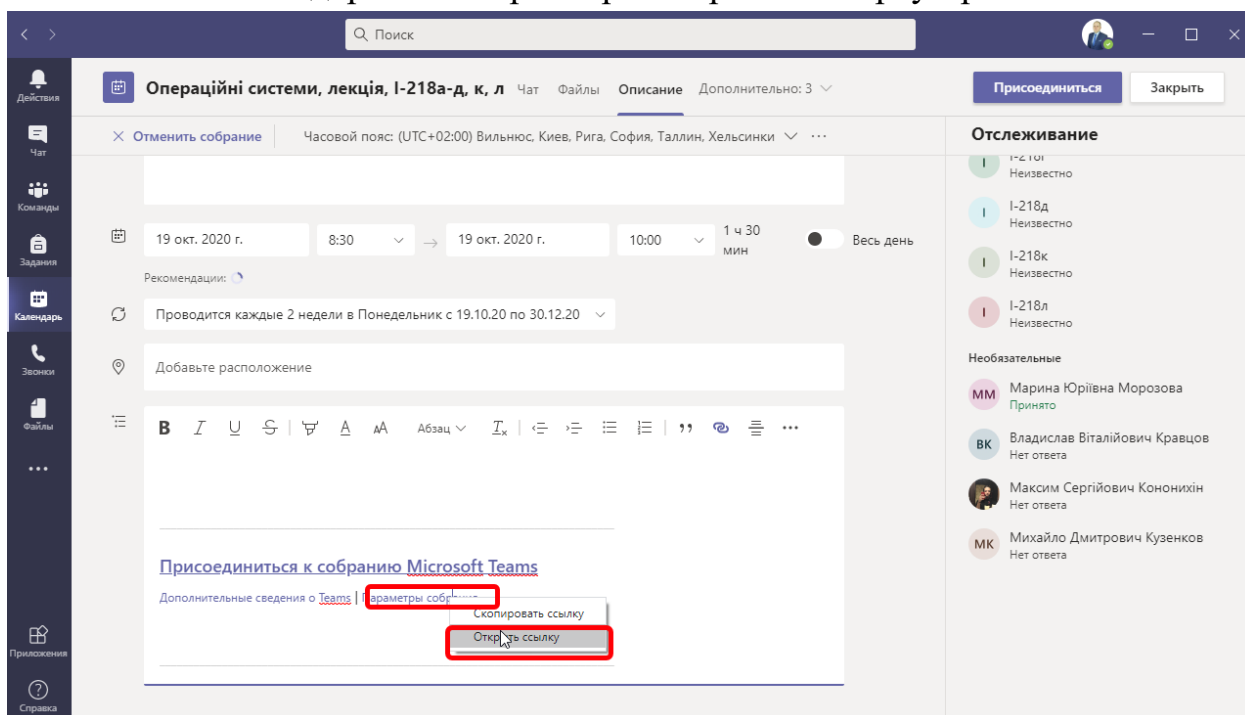 Поиск
Действия
Чат
Команды
Задания
Календарь
Звонки
Файлы
Приложения
Справка
Операційні системи, лекція, І-218а-д, к, л Чат Файлы Описание Дополнительно: 3
Присоединиться Закрыть
Отменить собрание Часовой пояс: (UTC+02:00) Вильнюс, Киев, Рига, София, Таллин, Хельсинки
19 окт. 2020 г. 8:30 → 19 окт. 2020 г. 10:00 1 ч 30 мин Весь день
Рекомендации:
Проводится каждые 2 недели в Понедельник с 19.10.20 по 30.12.20
Добавьте расположение
B I U S A AA Абзац Tx
Присоединиться к собранию Microsoft Teams
Дополнительные сведения о Teams | Параметры
Скопировать ссылку
Открыть ссылку
Отслеживание
Неизвестно
І І-218д
Неизвестно
І І-218к
Неизвестно
І І-218л
Неизвестно
Необязательные
ММ Марина Юріївна Морозова
Принято
ВК Владислав Віталійович Кравцов
Нет ответа
Максим Сергійович Кононихін
Нет ответа
МК Михайло Дмитрович Кузенков
Нет ответа